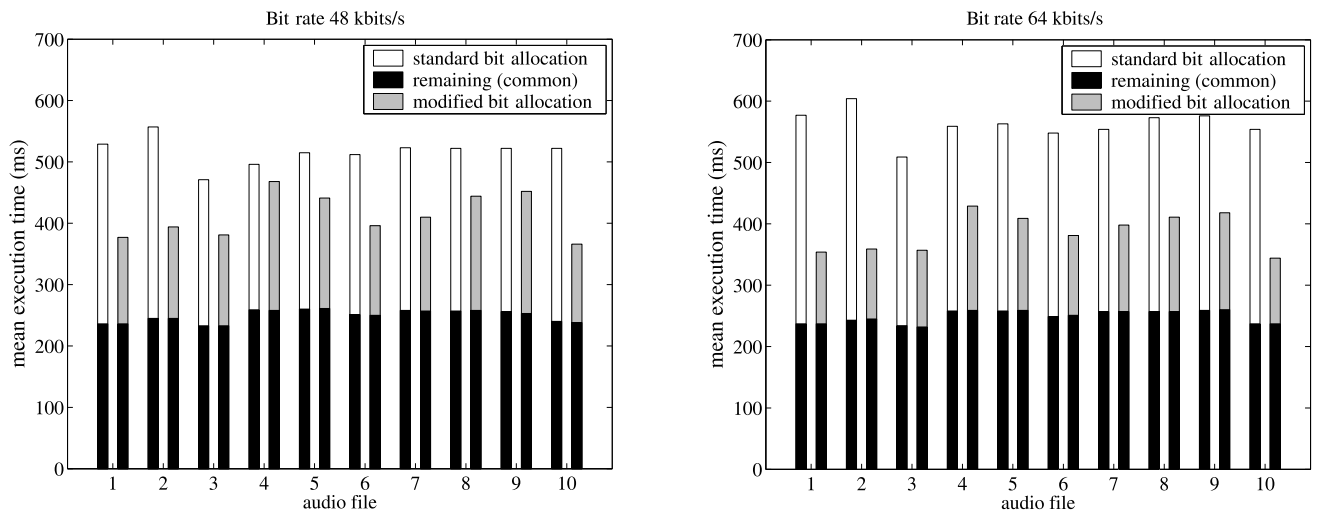 Bit rate 48 kbits/s
700
600
500
400
300
200
100
0
mean execution time (ms)
standard bit allocation
remaining (common)
modified bit allocation
1 2 3 4 5 6 7 8 9 10
audio file
Bit rate 64 kbits/s
700
600
500
400
300
200
100
0
mean execution time (ms)
standard bit allocation
remaining (common)
modified bit allocation
1 2 3 4 5 6 7 8 9 10
audio file